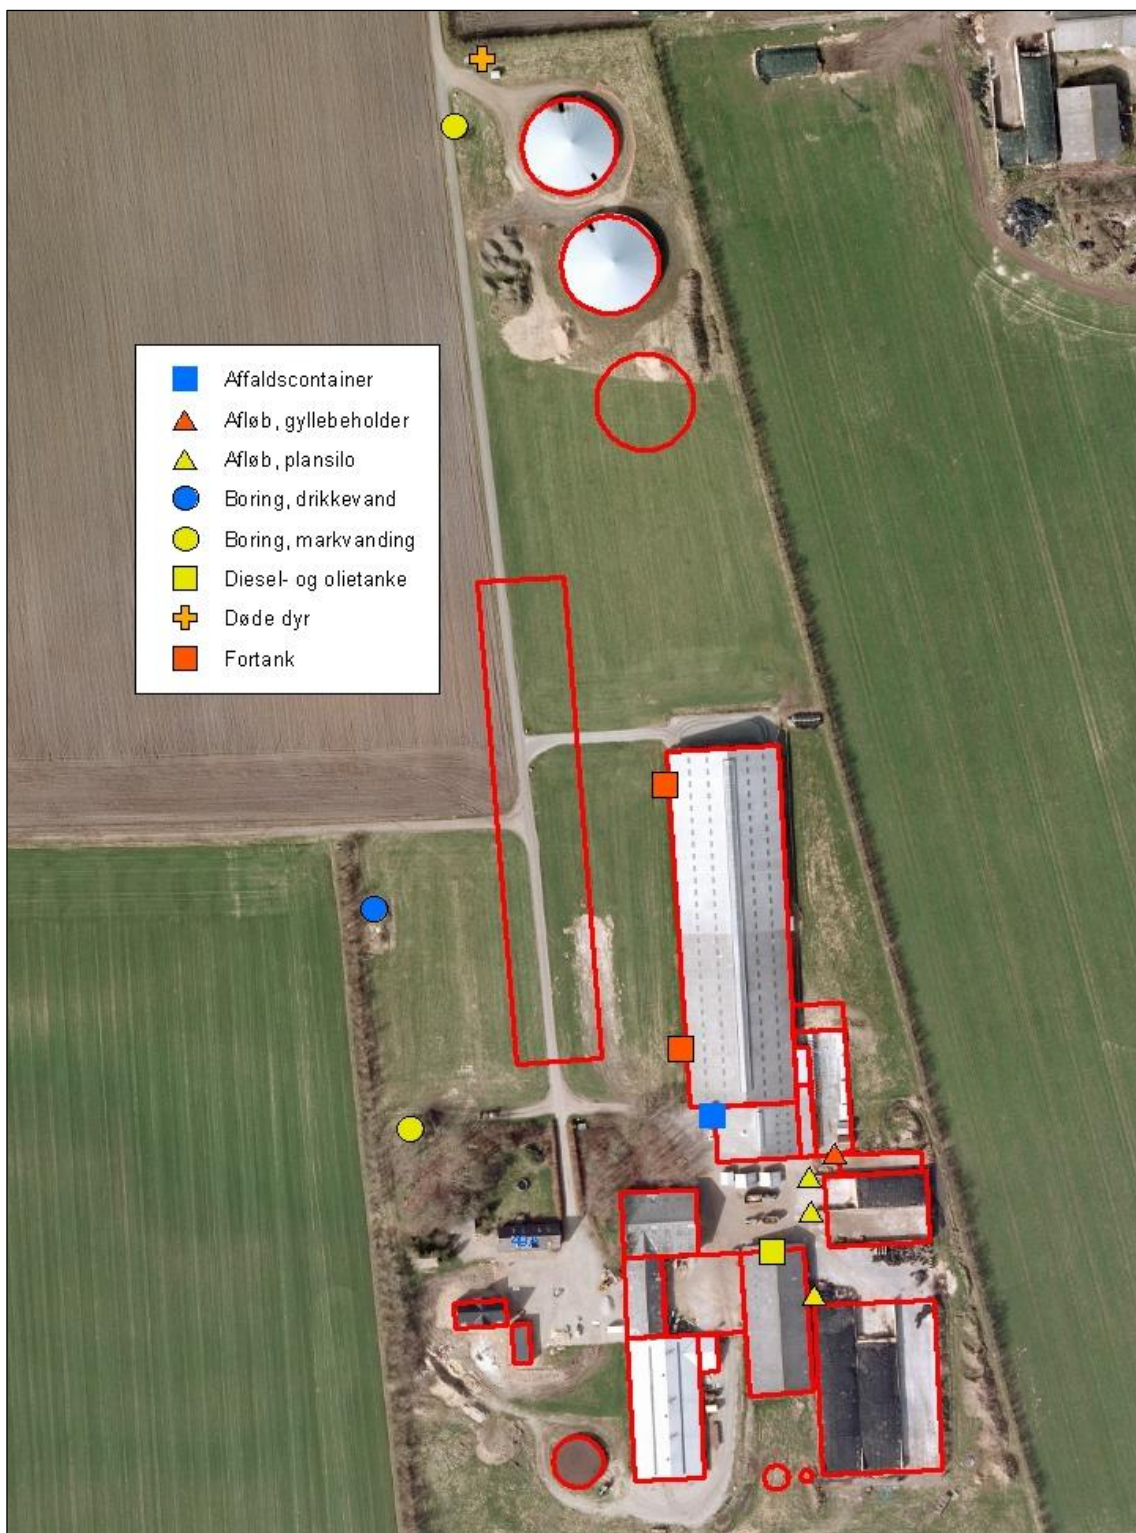 Affaldscontainer
Afløb, gyllebeholder
Afløb, plansilo
Boring, drikkevand
Boring, markvanding
Diesel- og olietanke
Døde dyr
Fortank